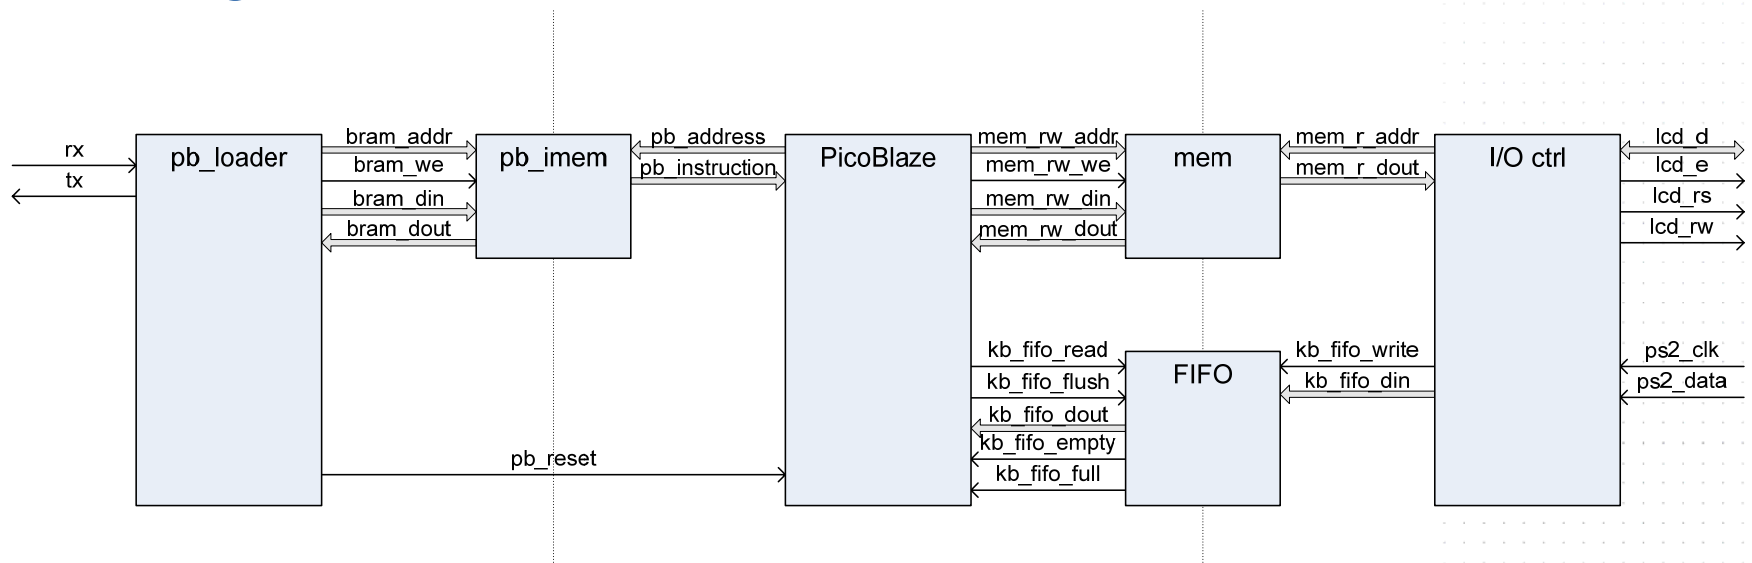 rx
tx
pb_loader
bram_addr
bram_we
bram_din
bram_dout
pb_imem
pb_address
pb_instruction
PicoBlaze
mem_rw_addr
mem_rw_we
mem_rw_din
mem_rw_dout
mem
mem_r_addr
mem_r_dout
I/O ctrl
lcd_d
lcd_e
lcd_rs
lcd_rw
kb_fifo_read
kb_fifo_flush
kb_fifo_dout
kb_fifo_empty
kb_fifo_full
FIFO
kb_fifo_write
kb_fifo_din
ps2_clk
ps2_data
pb_reset